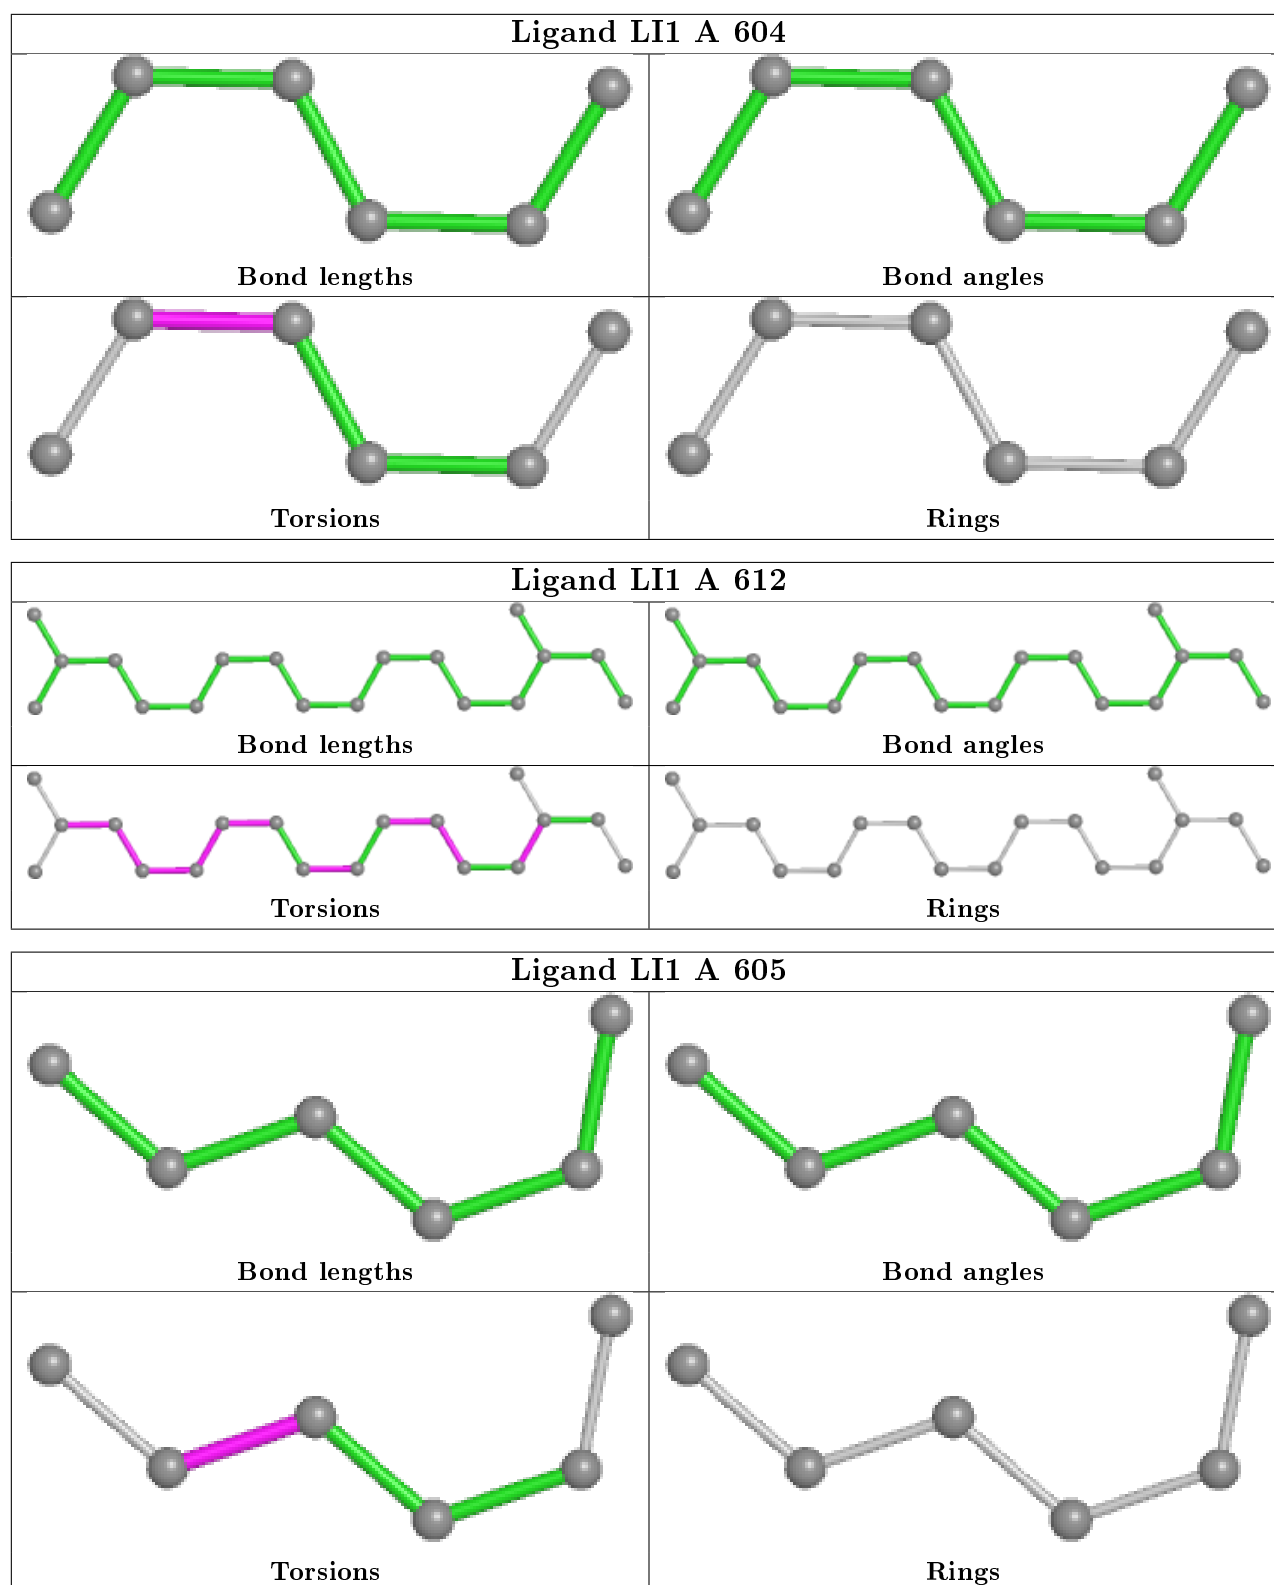 Ligand LI1 A 604
Bond lengths
Bond angles
Torsions
Rings
Ligand LI1 A 612
Bond lengths
Bond angles
Torsions
Rings
Ligand LI1 A 605
Bond lengths
Bond angles
Torsions
Rings